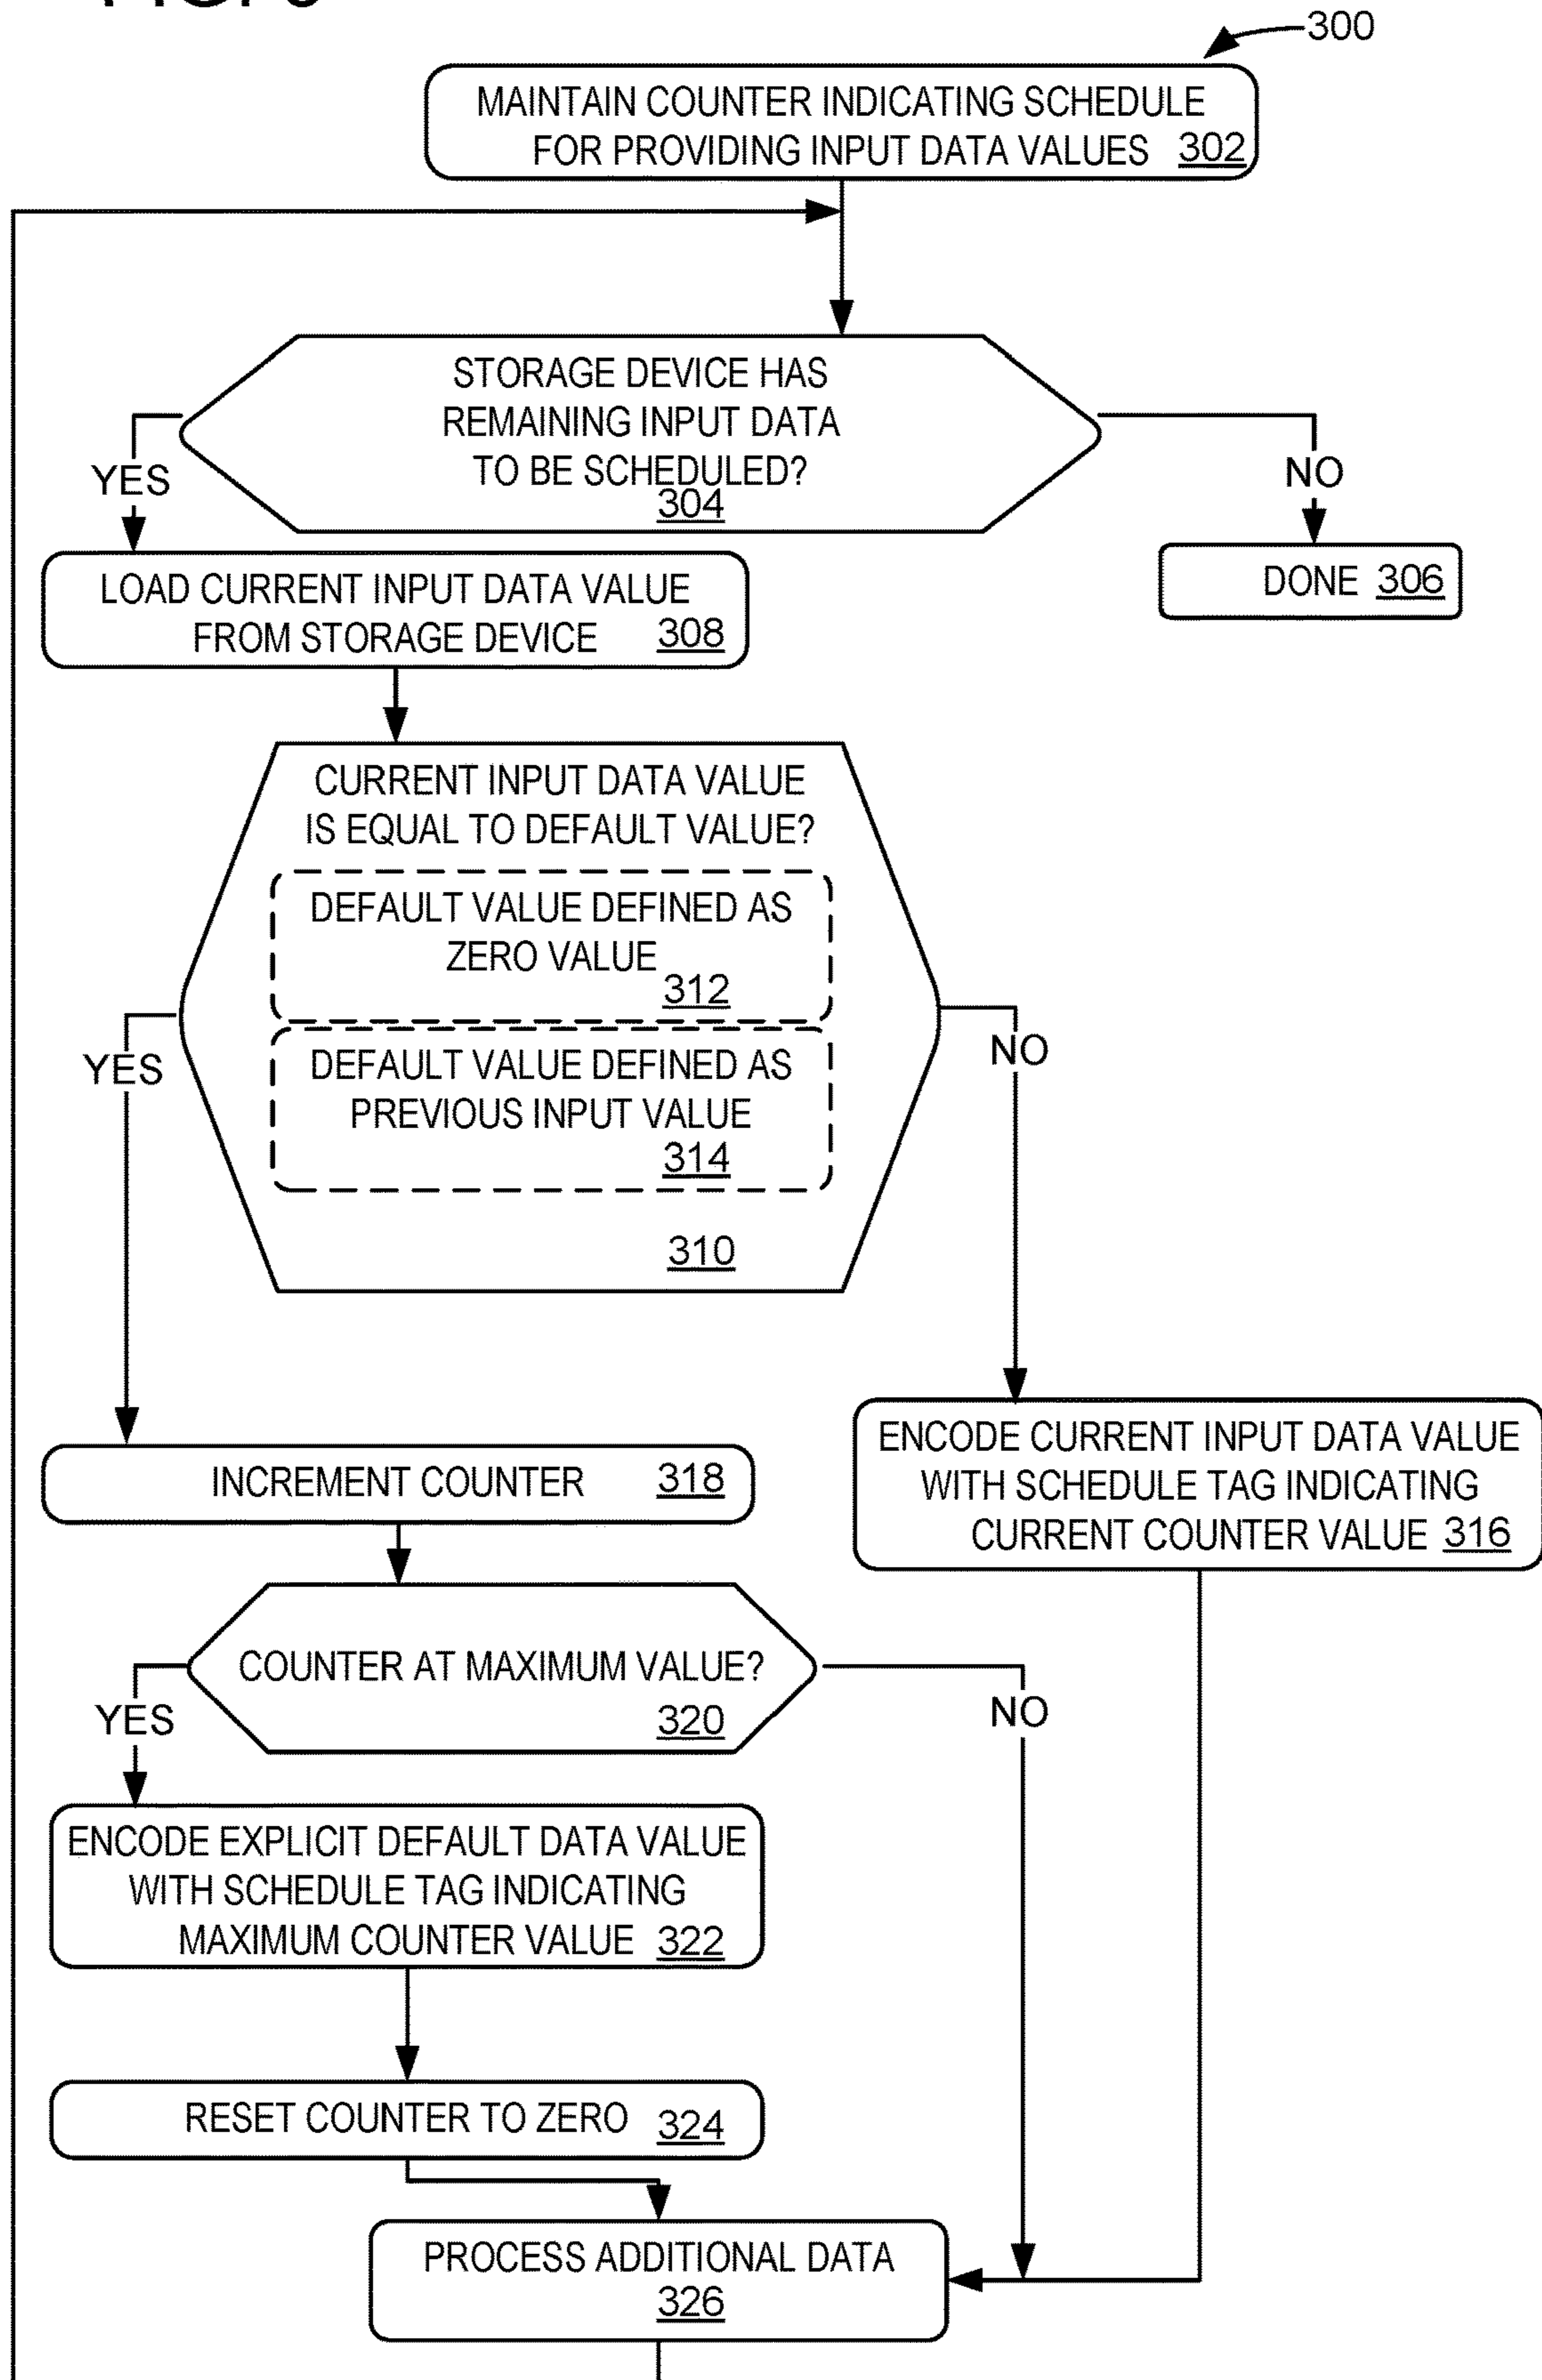 300
MAINTAIN COUNTER INDICATING SCHEDULE
FOR PROVIDING INPUT DATA VALUES 302
STORAGE DEVICE HAS
REMAINING INPUT DATA
TO BE SCHEDULED?
304
YES
NO
DONE 306
LOAD CURRENT INPUT DATA VALUE
FROM STORAGE DEVICE 308
CURRENT INPUT DATA VALUE
IS EQUAL TO DEFAULT VALUE?
DEFAULT VALUE DEFINED AS
ZERO VALUE
312
DEFAULT VALUE DEFINED AS
PREVIOUS INPUT VALUE
314
310
YES
NO
ENCODE CURRENT INPUT DATA VALUE
WITH SCHEDULE TAG INDICATING
CURRENT COUNTER VALUE 316
INCREMENT COUNTER 318
COUNTER AT MAXIMUM VALUE?
320
YES
NO
ENCODE EXPLICIT DEFAULT DATA VALUE
WITH SCHEDULE TAG INDICATING
MAXIMUM COUNTER VALUE 322
RESET COUNTER TO ZERO 324
PROCESS ADDITIONAL DATA
326